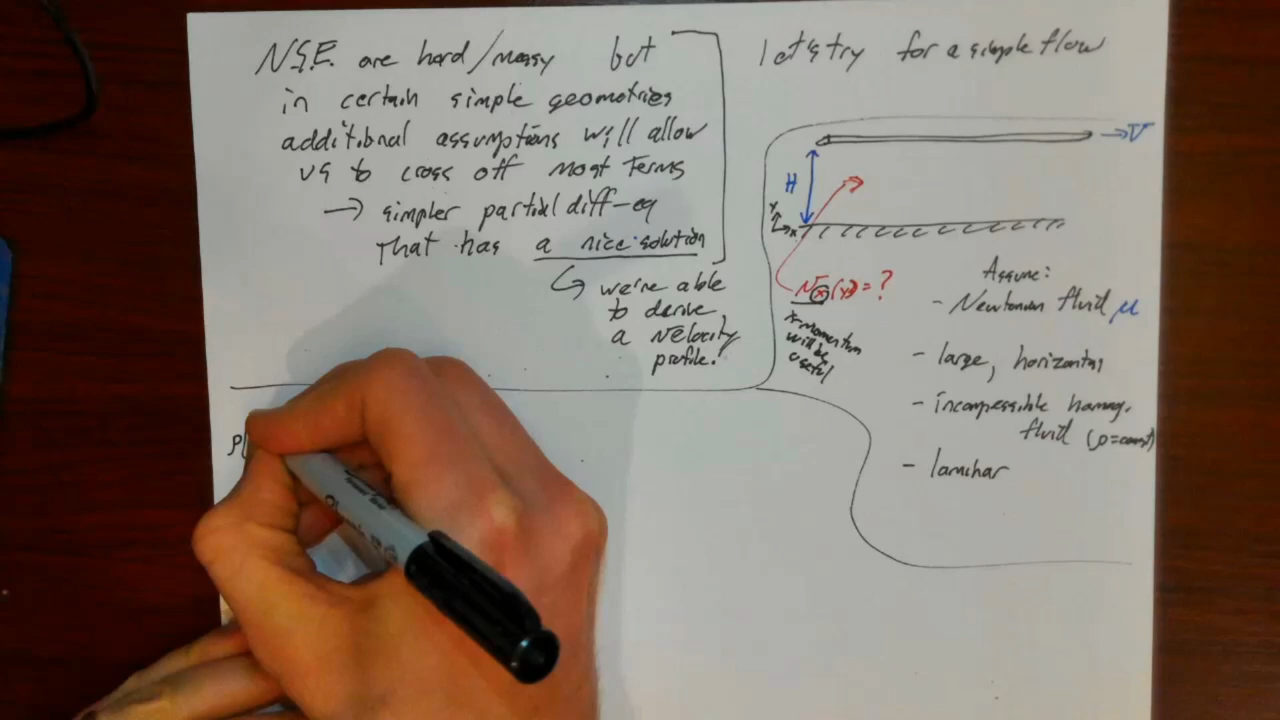 N.S.E. are hard/messy but
in certain simple geometries
additional assumptions will allow
us to cross off most terms
→ simpler partial diff-eq
that has a nice solution
↳ we're able
to derive
a velocity
profile!
let's try for a simple flow
→ V
H
y
x
Vx(y) = ?
x-momentum
will be
useful
Assume:
- Newtonian fluid μ
- large, horizontal
- incompressible homog.
fluid (ρ=const)
- laminar
Pl